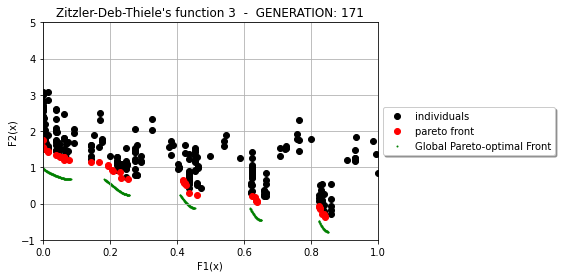 Zitzler-Deb-Thiele's function 3 - GENERATION: 171
5
4
3
2
1
0
−1
F2(x)
0.0 0.2 0.4 0.6 0.8 1.0
F1(x)
individuals
pareto front
Global Pareto-optimal Front